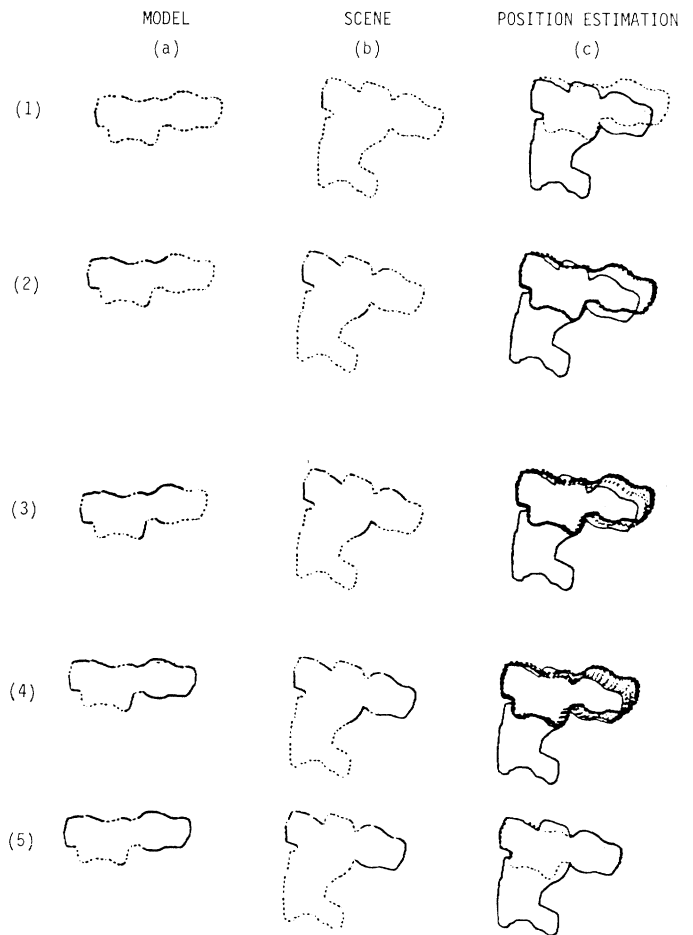 MODEL SCENE POSITION ESTIMATION
(a) (b) (c)
(1)
(2)
(3)
(4)
(5)